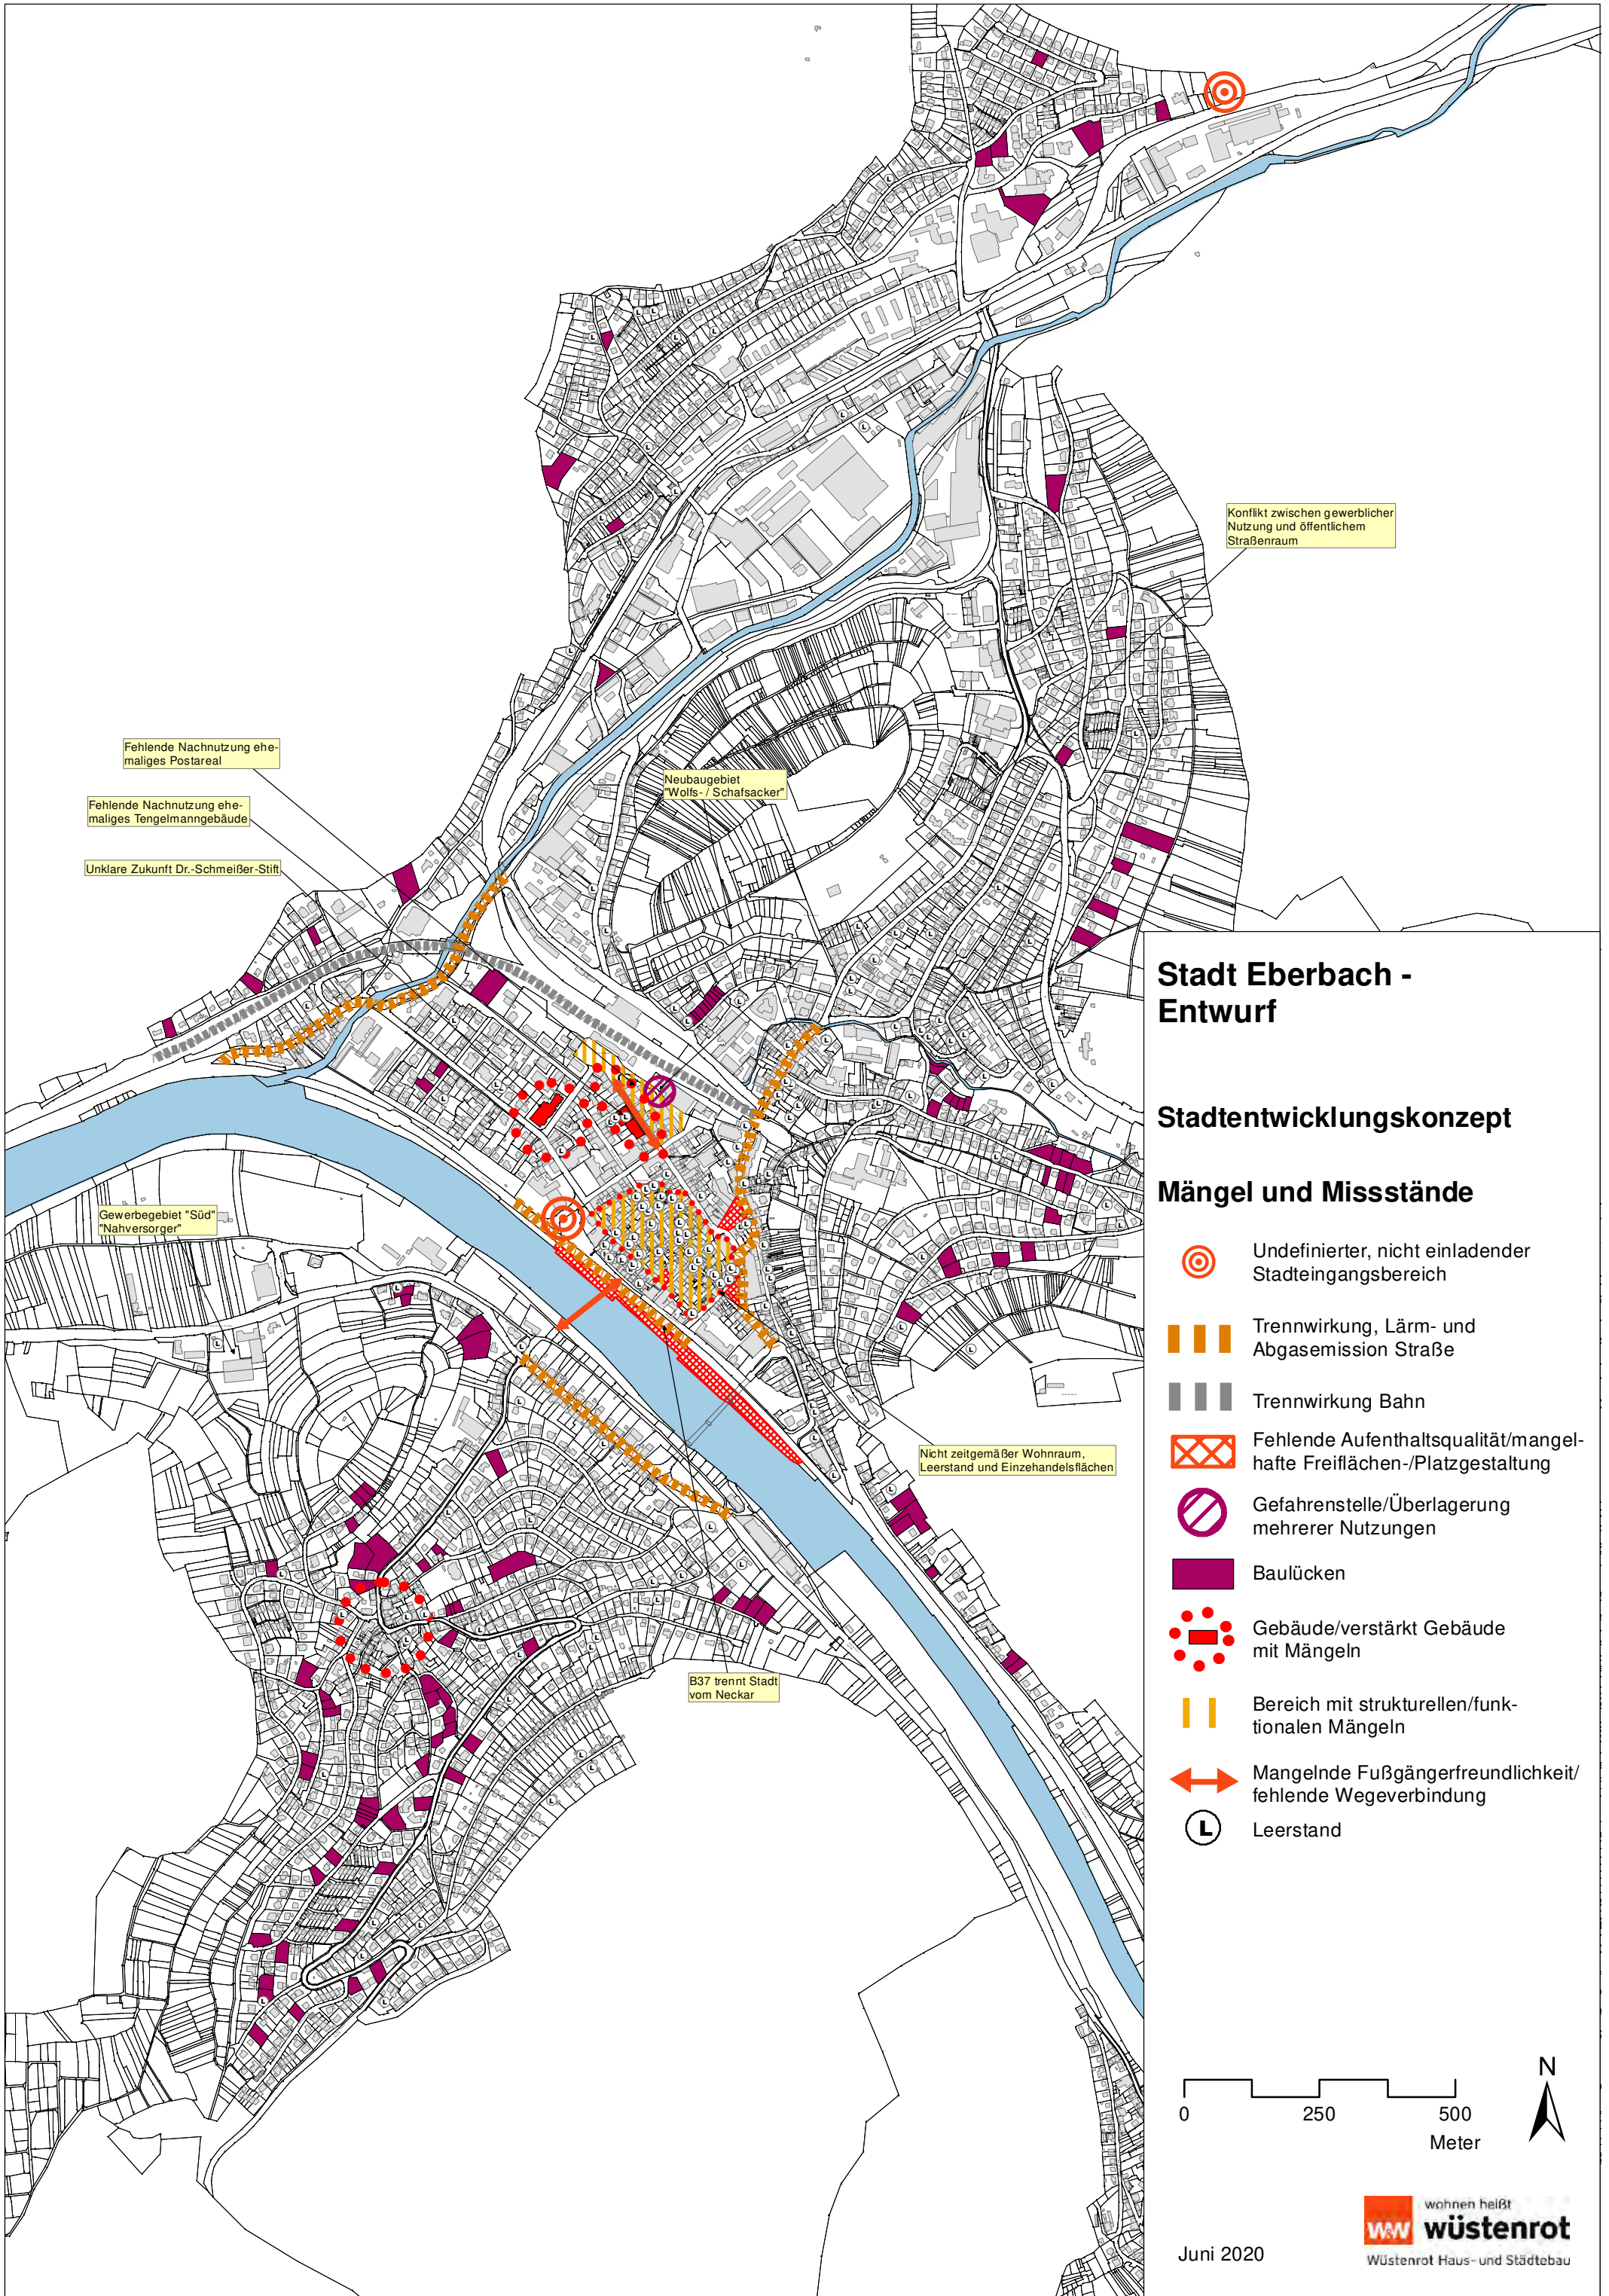 Konflikt zwischen gewerblicher
Nutzung und öffentlichem
Straßenraum
Fehlende Nachnutzung ehe-
maliges Postareal
Neubaugebiet
"Wolfs- / Schafsacker"
Fehlende Nachnutzung ehe-
maliges Tengelmanngebäude
Unklare Zukunft Dr.-Schmeißer-Stift
Gewerbegebiet "Süd"
"Nahversorger"
Nicht zeitgemäßer Wohnraum,
Leerstand und Einzehandelsflächen
B37 trennt Stadt
vom Neckar
Stadt Eberbach -
Entwurf
Stadtentwicklungskonzept
Mängel und Missstände
Undefinierter, nicht einladender
Stadteingangsbereich
Trennwirkung, Lärm- und
Abgasemission Straße
Trennwirkung Bahn
Fehlende Aufenthaltsqualität/mangel-
hafte Freiflächen-/Platzgestaltung
Gefahrenstelle/Überlagerung
mehrerer Nutzungen
Baulücken
Gebäude/verstärkt Gebäude
mit Mängeln
Bereich mit strukturellen/funk-
tionalen Mängeln
Mangelnde Fußgängerfreundlichkeit/
fehlende Wegeverbindung
L Leerstand
N
0 250 500
Meter
Juni 2020
wohnen heißt
W&W wüstenrot
Wüstenrot Haus- und Städtebau